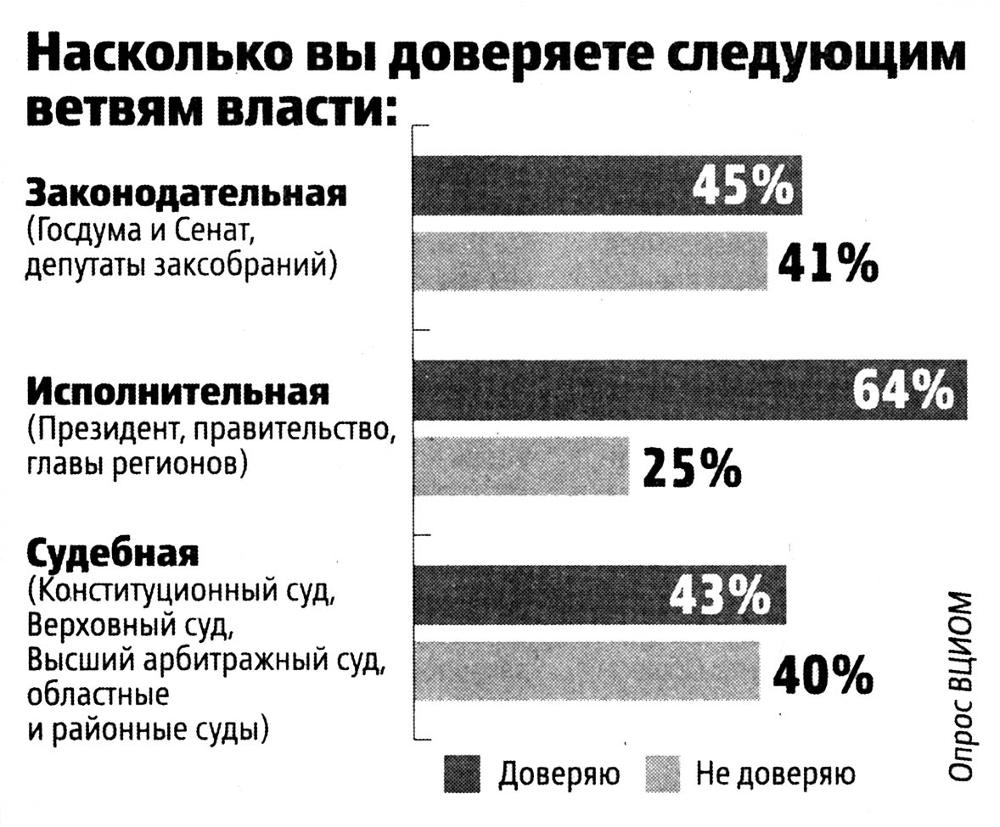 Насколько вы доверяете следующим
ветвям власти:
Законодательная
(Госдума и Сенат,
депутаты заксобраний)
45%
41%
Исполнительная
(Президент, правительство,
главы регионов)
64%
25%
Судебная
(Конституционный суд,
Верховный суд,
Высший арбитражный суд,
областные
и районные суды)
43%
40%
Доверяю
Не доверяю
Опрос ВЦИОМ